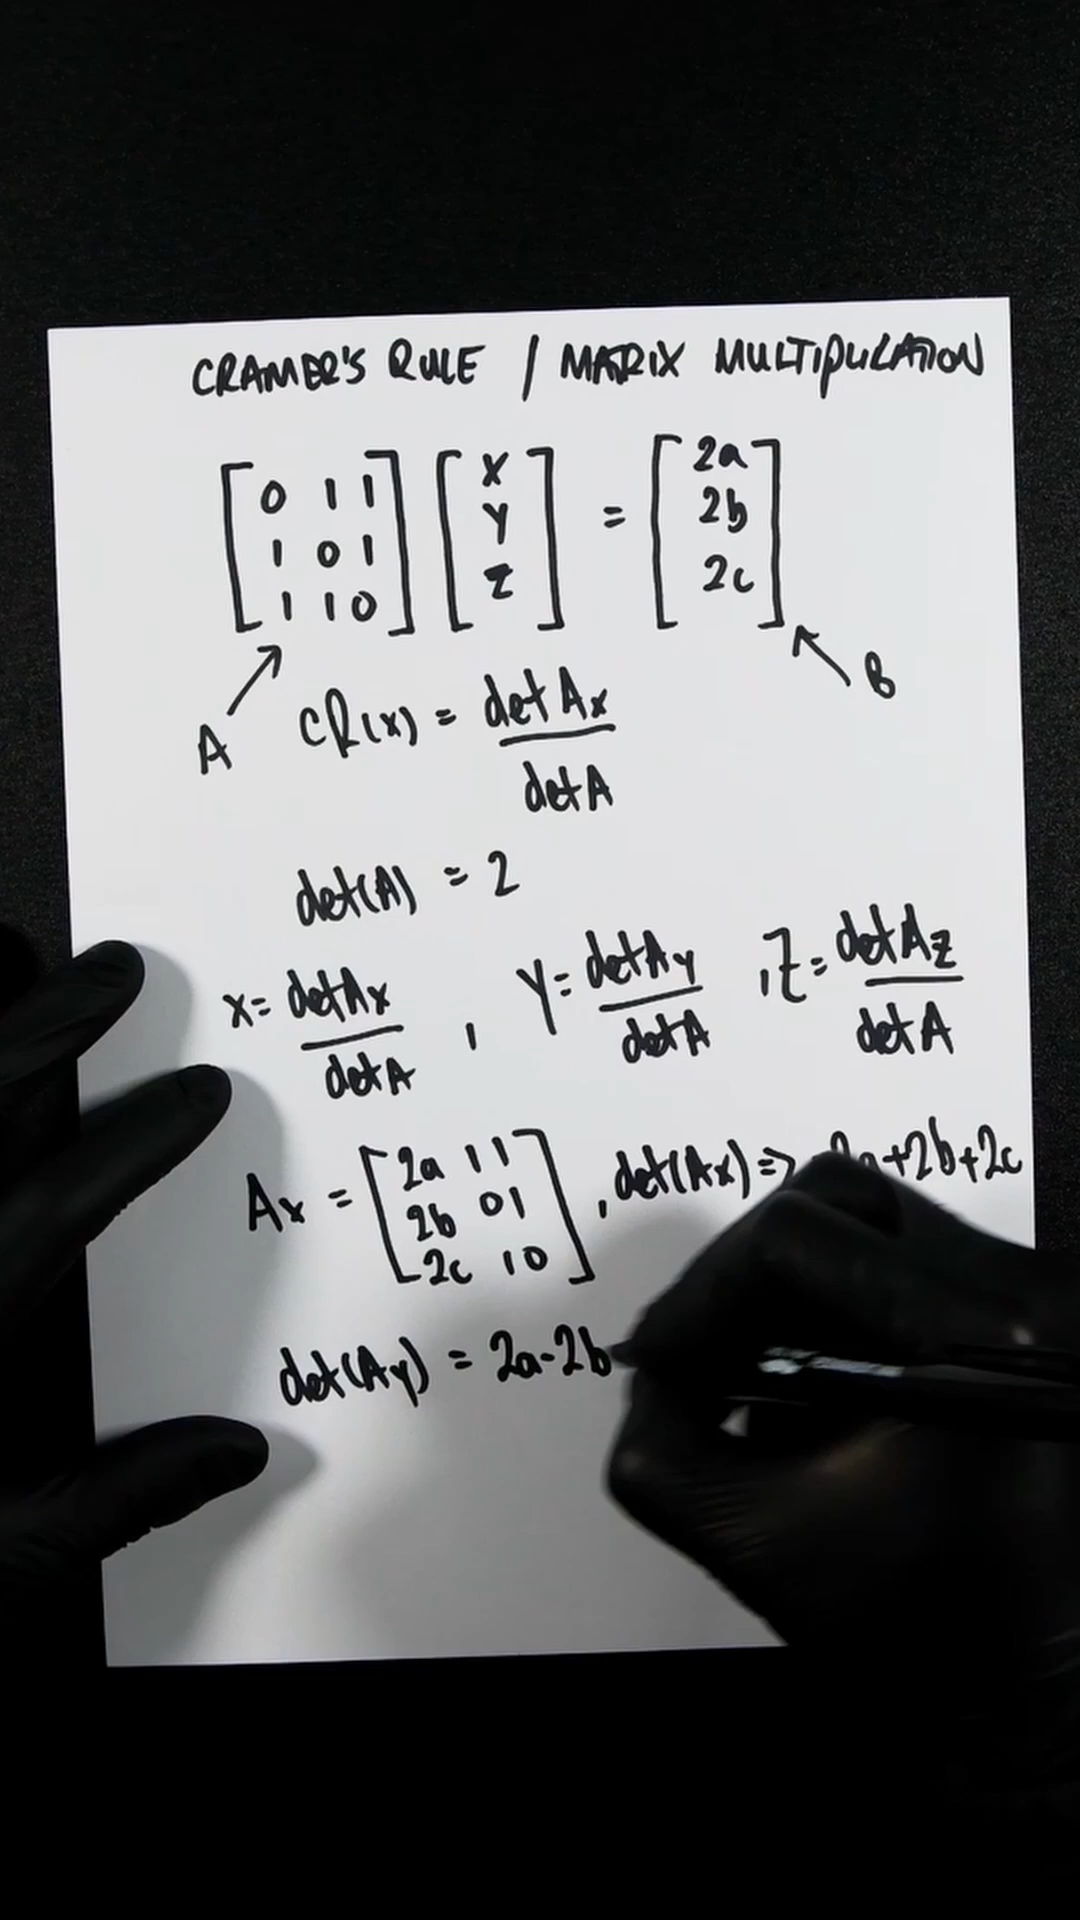 CRAMER'S RULE / MARIX MULTIPLICATION
0 1 1 x = 2a
1 0 1 y 2b
1 1 0 z 2c
A B
CR(x) = det Ax
det A
det(A) = 2
x = det Ax , y = det Ay , z = det Az
det A det A det A
Ax = 2a 1 1 , det(Ax) => +2b+2c
2b 0 1
2c 1 0
det(Ay) = 2a-2b